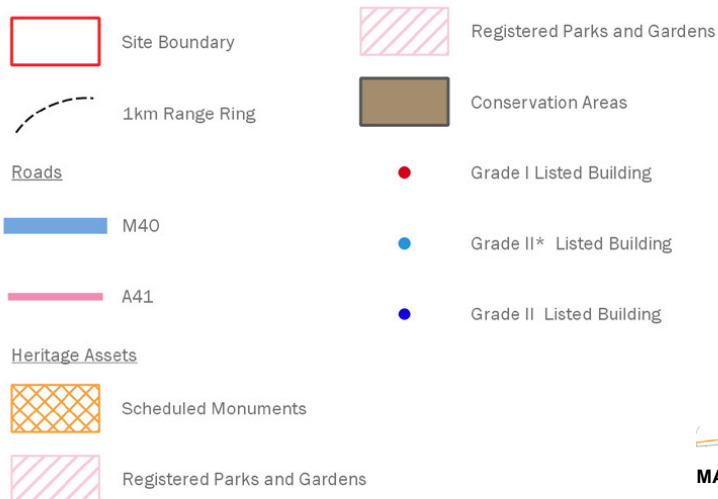 Site Boundary
1km Range Ring
Roads
M40
A41
Heritage Assets
Scheduled Monuments
Registered Parks and Gardens
Registered Parks and Gardens
Conservation Areas
Grade I Listed Building
Grade II* Listed Building
Grade II Listed Building
MA